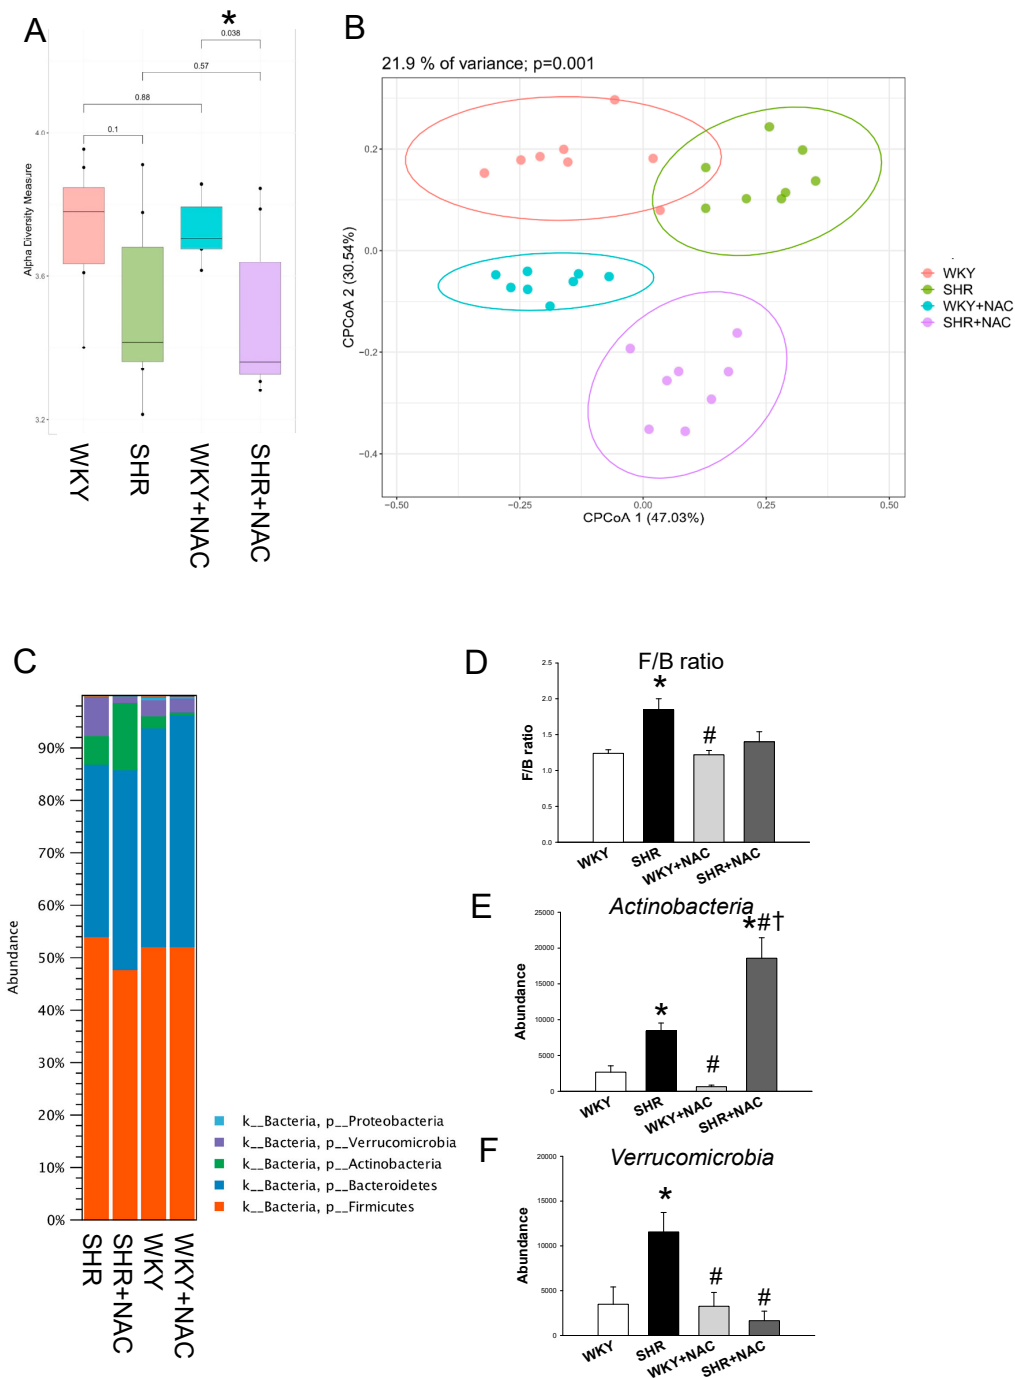 A
*
0.038
0.57
0.88
0.1
4.0
3.6
3.2
Alpha Diversity Measure
WKY
SHR
WKY+NAC
SHR+NAC
B
21.9 % of variance; p=0.001
0.2
0.0
−0.2
−0.4
CPCoA 2 (30.54%)
−0.50
−0.25
0.00
0.25
0.50
CPCoA 1 (47.03%)
WKY
SHR
WKY+NAC
SHR+NAC
C
90%
80%
70%
60%
50%
40%
30%
20%
10%
0%
Abundance
SHR
SHR+NAC
WKY
WKY+NAC
k__Bacteria, p__Proteobacteria
k__Bacteria, p__Verrucomicrobia
k__Bacteria, p__Actinobacteria
k__Bacteria, p__Bacteroidetes
k__Bacteria, p__Firmicutes
D
F/B ratio
2.5
2.0
1.5
1.0
0.5
0.0
F/B ratio
*
#
WKY
SHR
WKY+NAC
SHR+NAC
E
Actinobacteria
25000
20000
15000
10000
5000
0
Abundance
*
#
*#†
WKY
SHR
WKY+NAC
SHR+NAC
F
Verrucomicrobia
20000
15000
10000
5000
0
Abundance
*
#
#
WKY
SHR
WKY+NAC
SHR+NAC